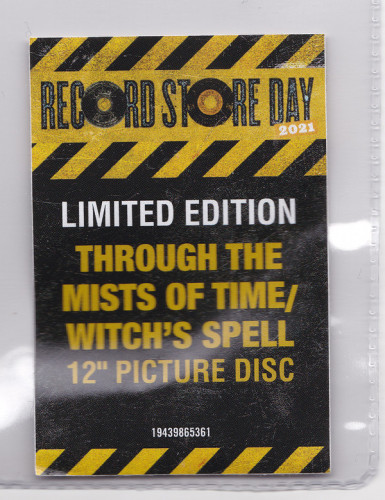 RECORD STORE DAY
2021
LIMITED EDITION
THROUGH THE
MISTS OF TIME/
WITCH'S SPELL
12" PICTURE DISC
19439865361